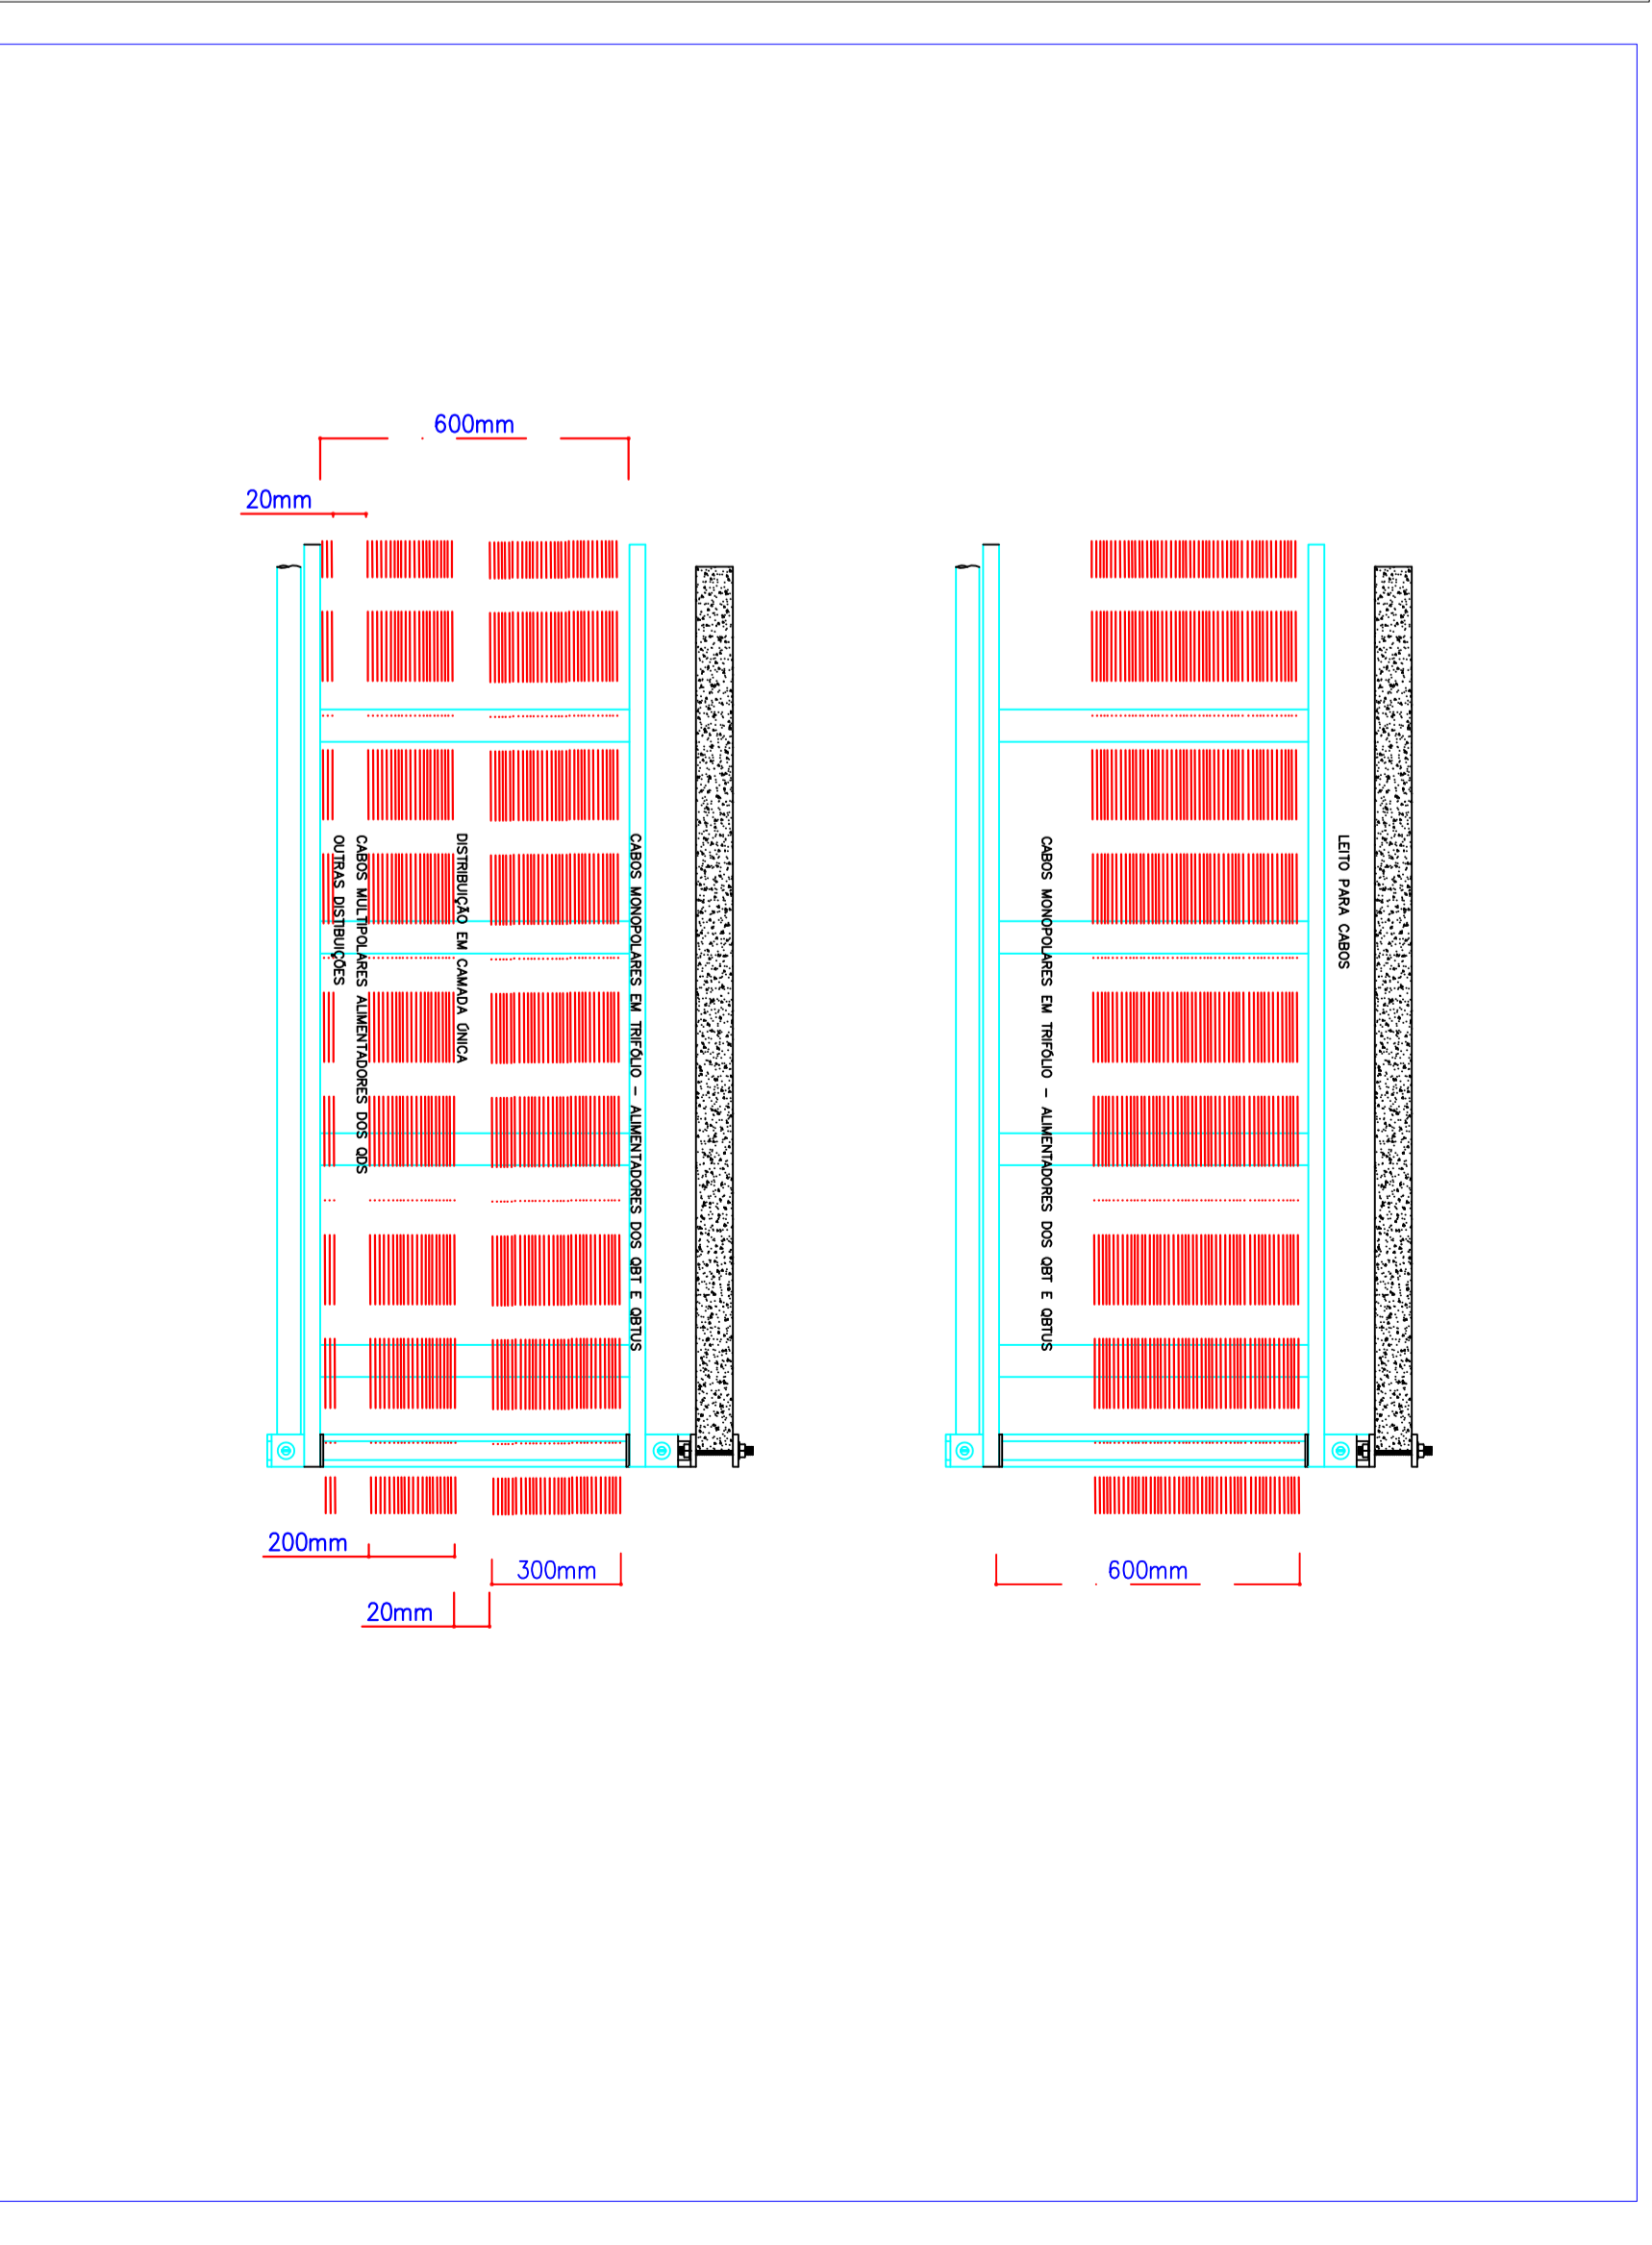 600mm
20mm
CABOS MONOPOLARES EM TRIFÓLIO - ALIMENTADORES DOS QBT E QBTUS
DISTRIBUIÇÃO EM CAMADA ÚNICA
CABOS MULTIPOLARES ALIMENTADORES DOS QDS
OUTRAS DISTIBUIÇÕES
200mm
300mm
20mm
LEITO PARA CABOS
CABOS MONOPOLARES EM TRIFÓLIO - ALIMENTADORES DOS QBT E QBTUS
600mm